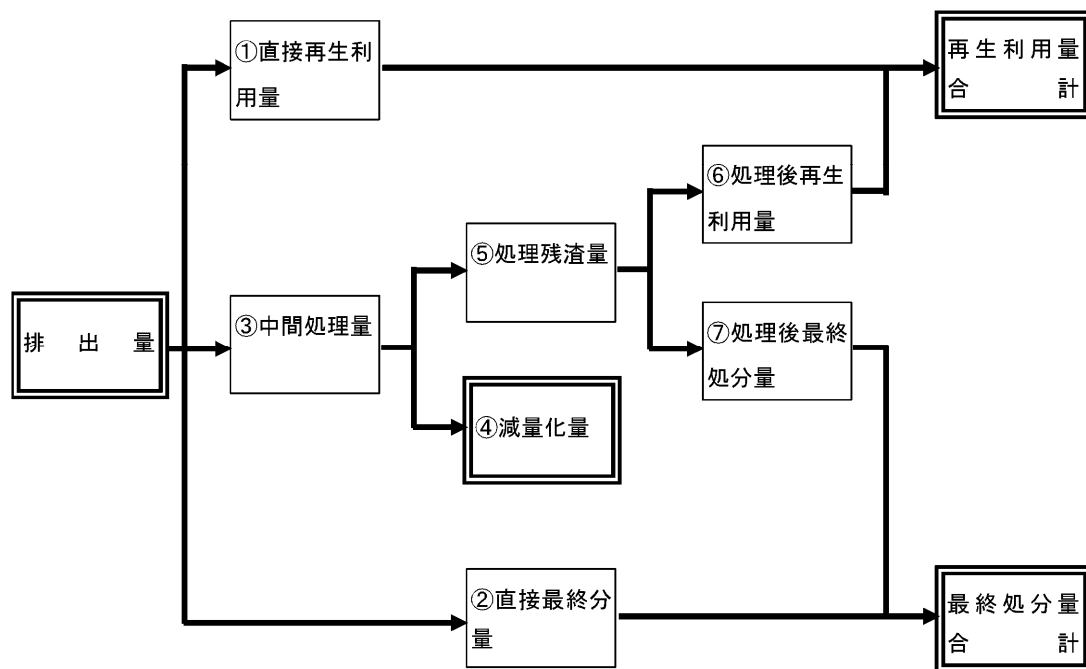 ①直接再生利
用量
再生利用量
合計
⑥処理後再生
利用量
⑤処理残渣量
排出量
③中間処理量
⑦処理後最終
処分量
④減量化量
②直接最終分
量
最終処分量
合計